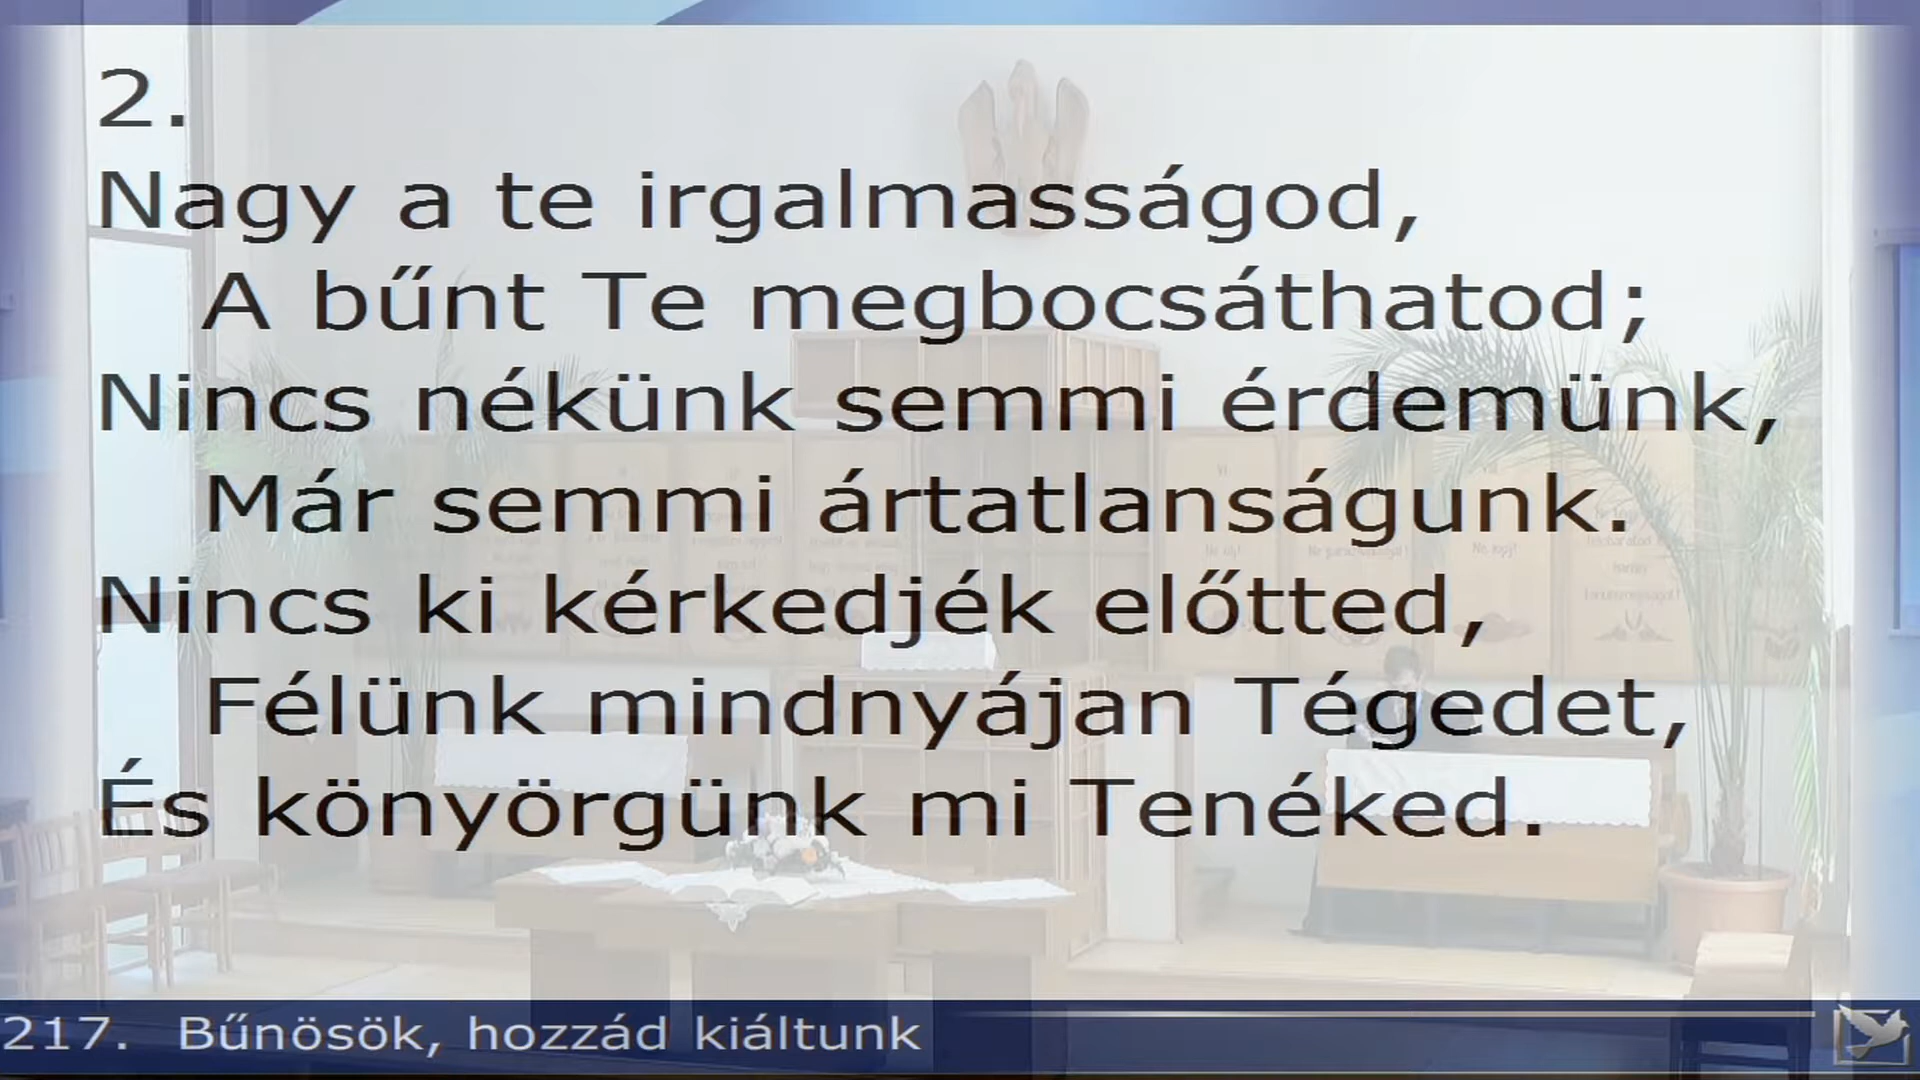 2.
Nagy a te irgalmasságod,
A bűnt Te megbocsáthatod;
Nincs nékünk semmi érdemünk,
Már semmi ártatlanságunk.
Nincs ki kérkedjék előtted,
Félünk mindnyájan Tégedet,
És könyörgünk mi Tenéked.
217. Bűnösök, hozzád kiáltunk